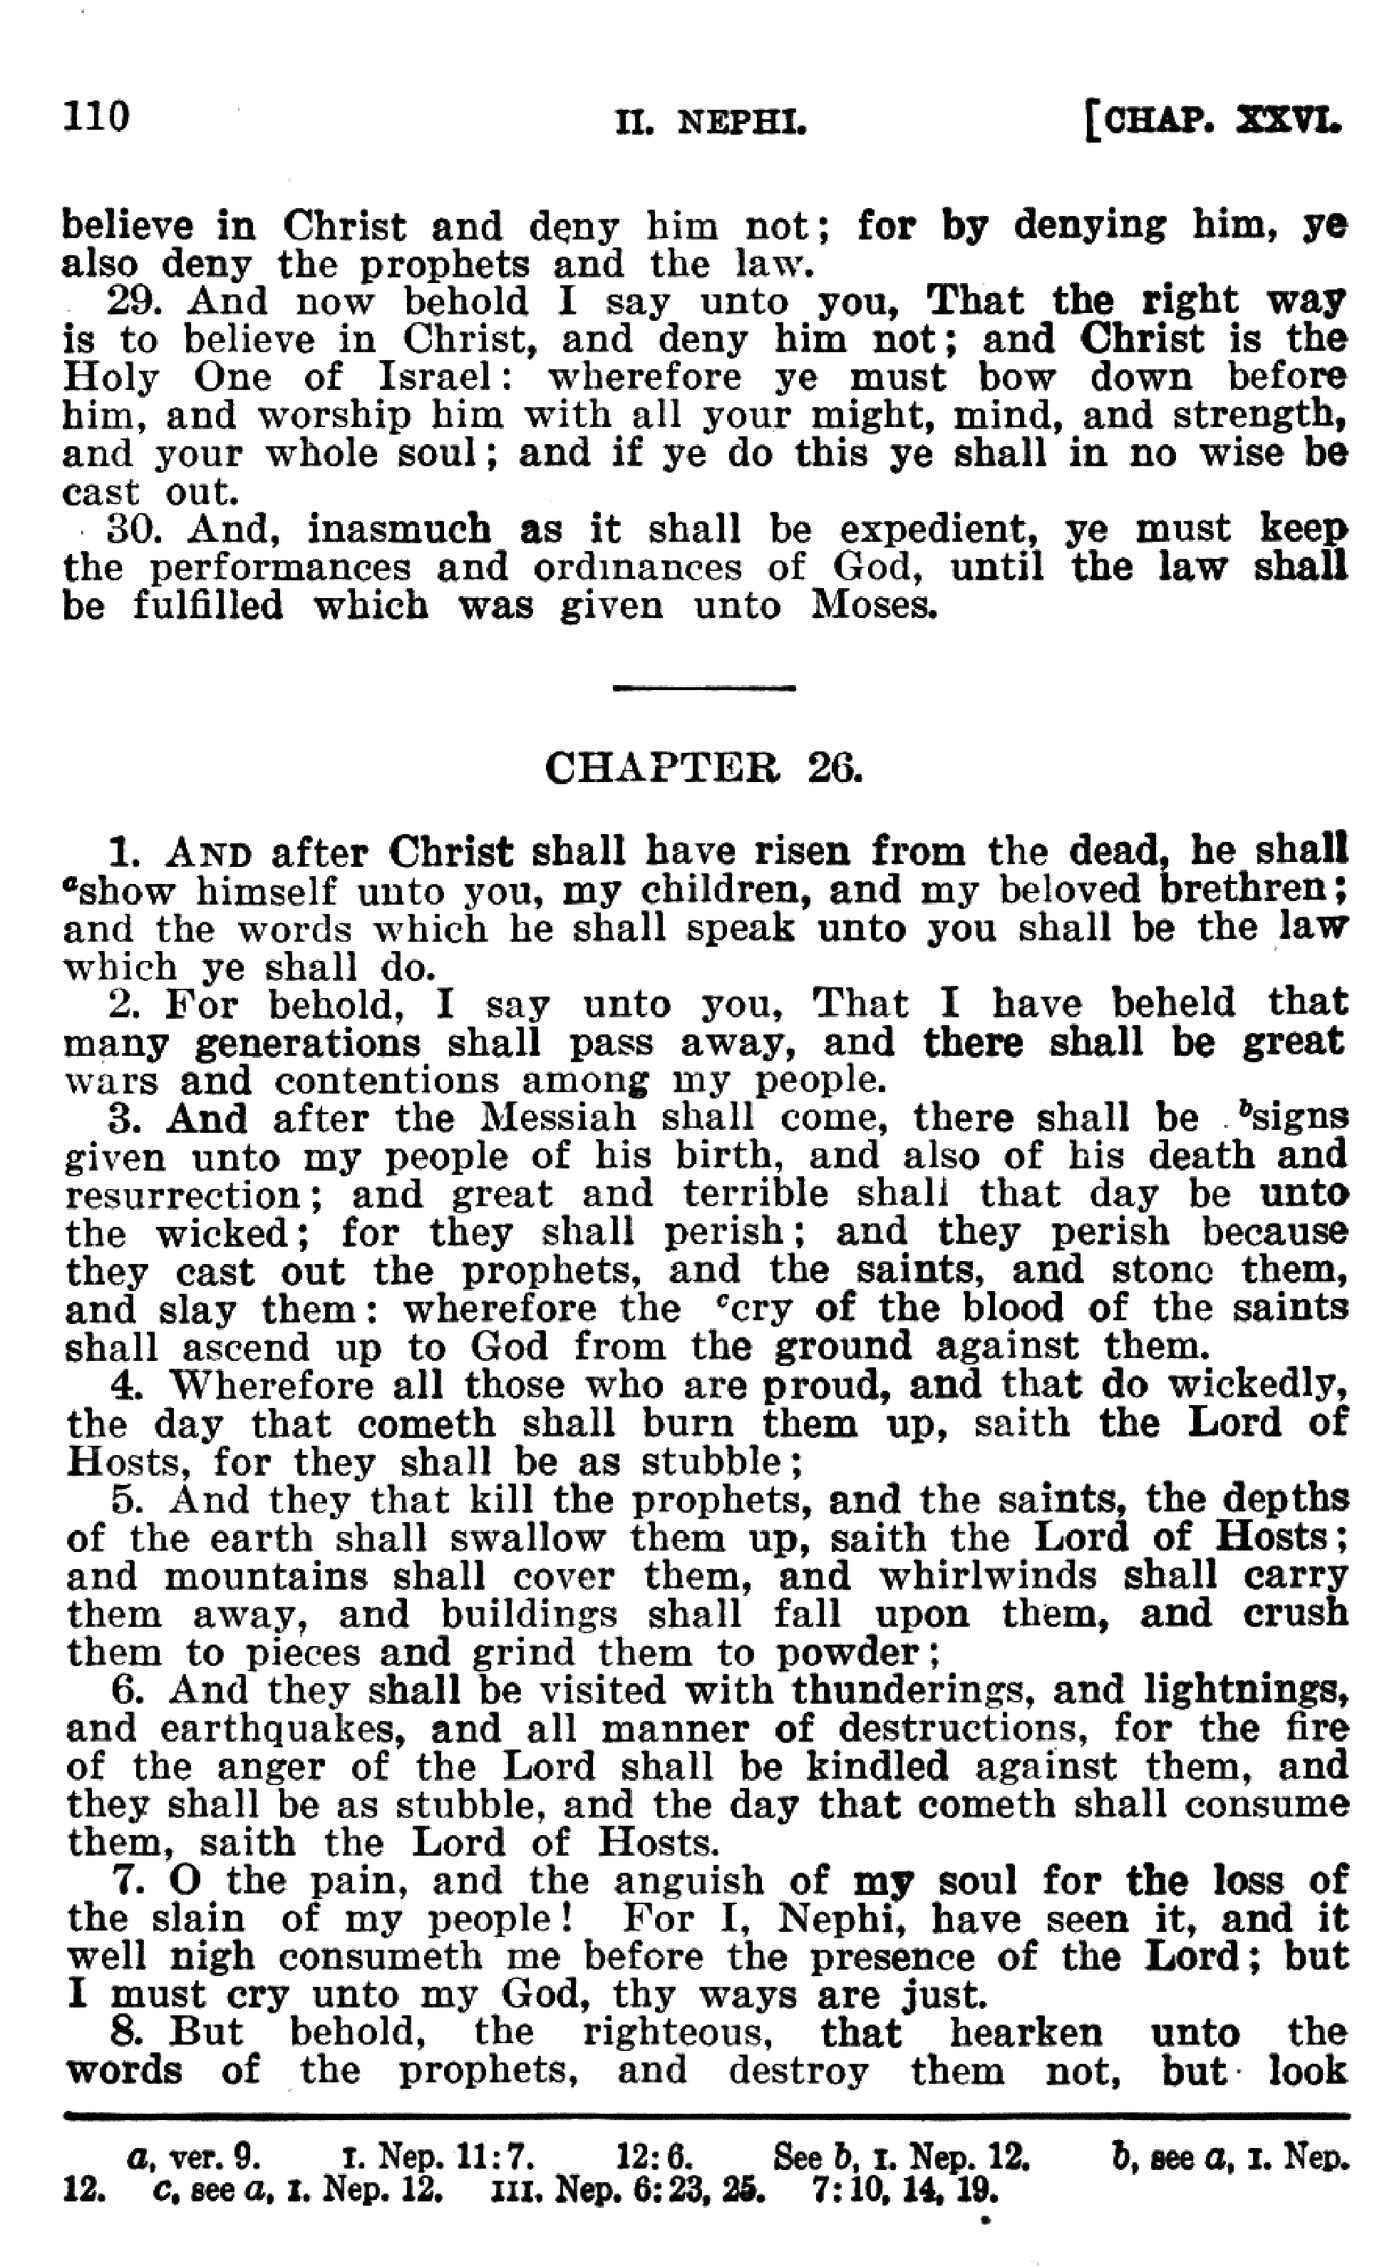 110 II. NEPHI. [CHAP. XXVI.
believe in Christ and deny him not; for by denying him, ye
also deny the prophets and the law.
29. And now behold I say unto you, That the right way
is to believe in Christ, and deny him not; and Christ is the
Holy One of Israel: wherefore ye must bow down before
him, and worship him with all your might, mind, and strength,
and your whole soul; and if ye do this ye shall in no wise be
cast out.
30. And, inasmuch as it shall be expedient, ye must keep
the performances and ordinances of God, until the law shall
be fulfilled which was given unto Moses.
CHAPTER 26.
1. AND after Christ shall have risen from the dead, he shall
ᵃshow himself unto you, my children, and my beloved brethren;
and the words which he shall speak unto you shall be the law
which ye shall do.
2. For behold, I say unto you, That I have beheld that
many generations shall pass away, and there shall be great
wars and contentions among my people.
3. And after the Messiah shall come, there shall be ᵇsigns
given unto my people of his birth, and also of his death and
resurrection; and great and terrible shall that day be unto
the wicked; for they shall perish; and they perish because
they cast out the prophets, and the saints, and stone them,
and slay them: wherefore the ᶜcry of the blood of the saints
shall ascend up to God from the ground against them.
4. Wherefore all those who are proud, and that do wickedly,
the day that cometh shall burn them up, saith the Lord of
Hosts, for they shall be as stubble;
5. And they that kill the prophets, and the saints, the depths
of the earth shall swallow them up, saith the Lord of Hosts;
and mountains shall cover them, and whirlwinds shall carry
them away, and buildings shall fall upon them, and crush
them to pieces and grind them to powder;
6. And they shall be visited with thunderings, and lightnings,
and earthquakes, and all manner of destructions, for the fire
of the anger of the Lord shall be kindled against them, and
they shall be as stubble, and the day that cometh shall consume
them, saith the Lord of Hosts.
7. O the pain, and the anguish of my soul for the loss of
the slain of my people! For I, Nephi, have seen it, and it
well nigh consumeth me before the presence of the Lord; but
I must cry unto my God, thy ways are just.
8. But behold, the righteous, that hearken unto the
words of the prophets, and destroy them not, but look
a, ver. 9. I. Nep. 11:7. 12:6. See b, I. Nep. 12. b, see a, I. Nep.
12. c, see a, I. Nep. 12. III. Nep. 6:23, 25. 7:10, 14, 19.